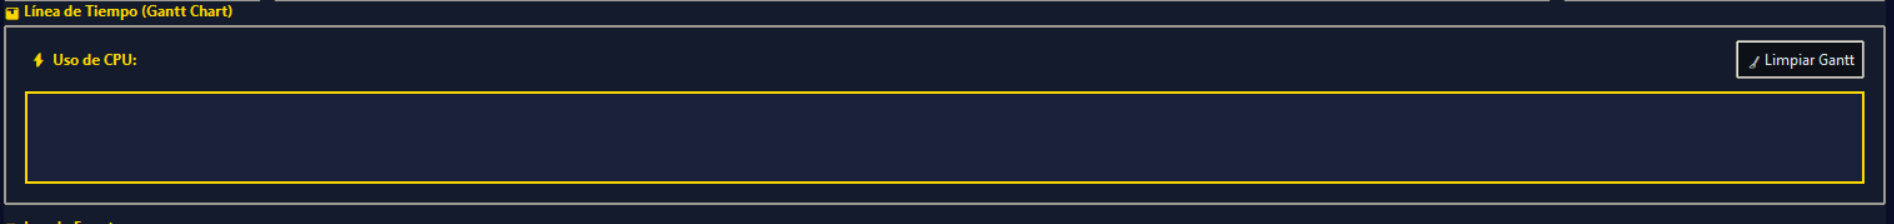 Línea de Tiempo (Gantt Chart)
Uso de CPU:
Limpiar Gantt